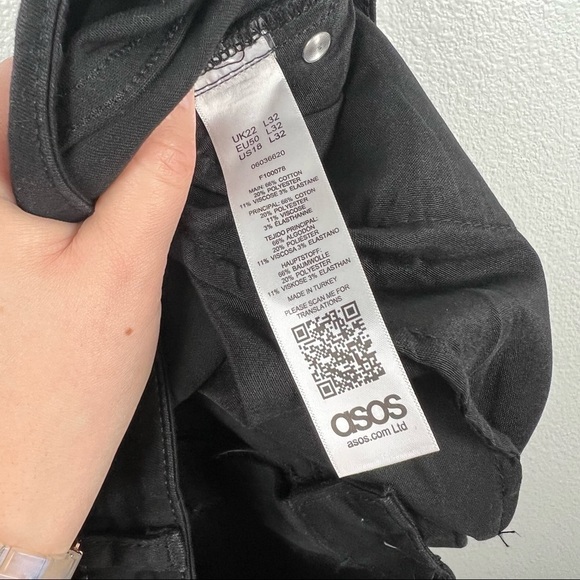 UK22 L32
EU50 L32
US18 L32
06036620
F100078
MAIN: 66% COTTON
20% POLYESTER
11% VISCOSE 3% ELASTANE
PRINCIPAL: 66% COTON
20% POLYESTER
11% VISCOSE
3% ÉLASTHANNE
TEJIDO PRINCIPAL:
66% ALGODÓN
20% POLIÉSTER
11% VISCOSA 3% ELASTANO
HAUPTSTOFF:
66% BAUMWOLLE
20% POLYESTER
11% VISKOSE 3% ELASTHAN
MADE IN TURKEY
PLEASE SCAN ME FOR
TRANSLATIONS
asos
asos.com Ltd